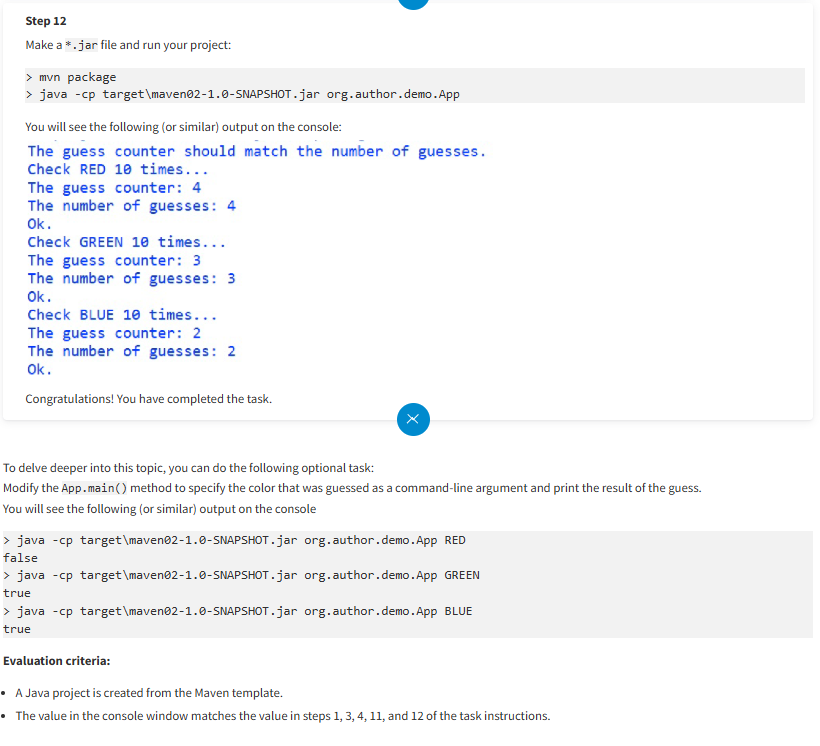 Step 12
Make a *.jar file and run your project:
> mvn package
> java -cp target\maven02-1.0-SNAPSHOT.jar org.author.demo.App
You will see the following (or similar) output on the console:
The guess counter should match the number of guesses.
Check RED 10 times...
The guess counter: 4
The number of guesses: 4
Ok.
Check GREEN 10 times...
The guess counter: 3
The number of guesses: 3
Ok.
Check BLUE 10 times...
The guess counter: 2
The number of guesses: 2
Ok.
Congratulations! You have completed the task.
To delve deeper into this topic, you can do the following optional task:
Modify the App.main() method to specify the color that was guessed as a command-line argument and print the result of the guess.
You will see the following (or similar) output on the console
> java -cp target\maven02-1.0-SNAPSHOT.jar org.author.demo.App RED
false
> java -cp target\maven02-1.0-SNAPSHOT.jar org.author.demo.App GREEN
true
> java -cp target\maven02-1.0-SNAPSHOT.jar org.author.demo.App BLUE
true
Evaluation criteria:
• A Java project is created from the Maven template.
• The value in the console window matches the value in steps 1, 3, 4, 11, and 12 of the task instructions.